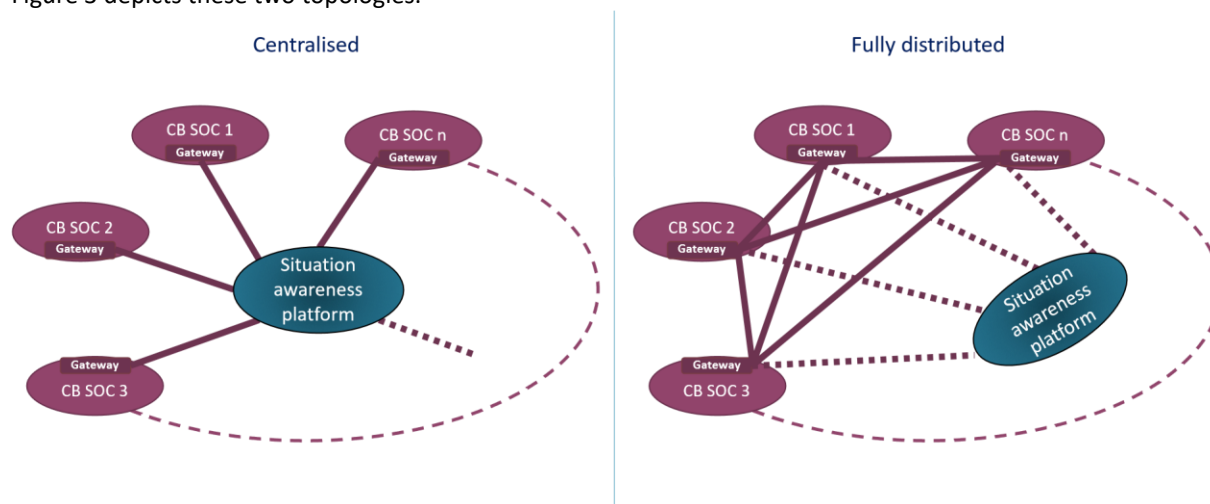 Figure 3 depicts these two topologies.
Centralised
CB SOC 1
Gateway
CB SOC n
Gateway
CB SOC 2
Gateway
Situation
awareness
platform
Gateway
CB SOC 3
Fully distributed
CB SOC 1
Gateway
CB SOC n
Gateway
CB SOC 2
Gateway
Situation
awareness
platform
Gateway
CB SOC 3